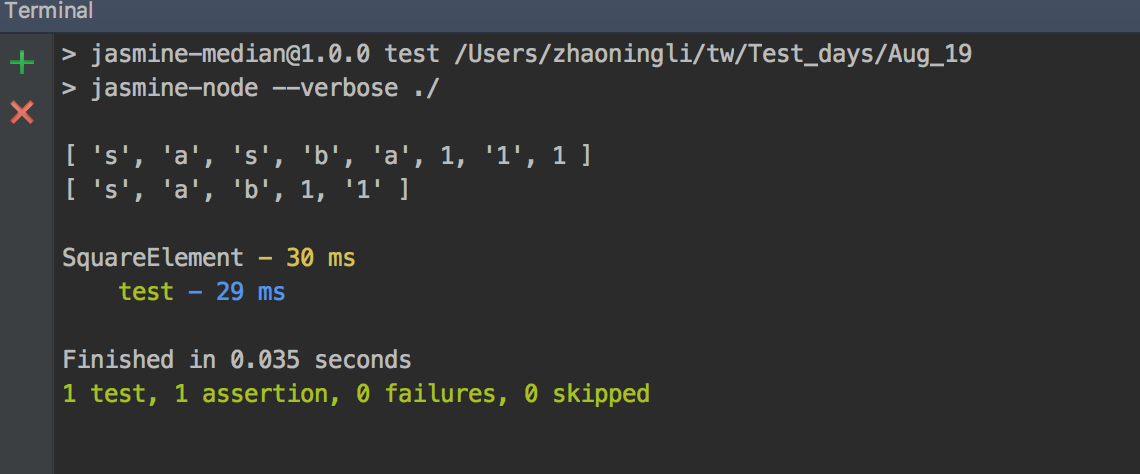 Terminal
> jasmine-median@1.0.0 test /Users/zhaoningli/tw/Test_days/Aug_19
> jasmine-node --verbose ./
[ 's', 'a', 's', 'b', 'a', 1, '1', 1 ]
[ 's', 'a', 'b', 1, '1' ]
SquareElement - 30 ms
    test - 29 ms
Finished in 0.035 seconds
1 test, 1 assertion, 0 failures, 0 skipped